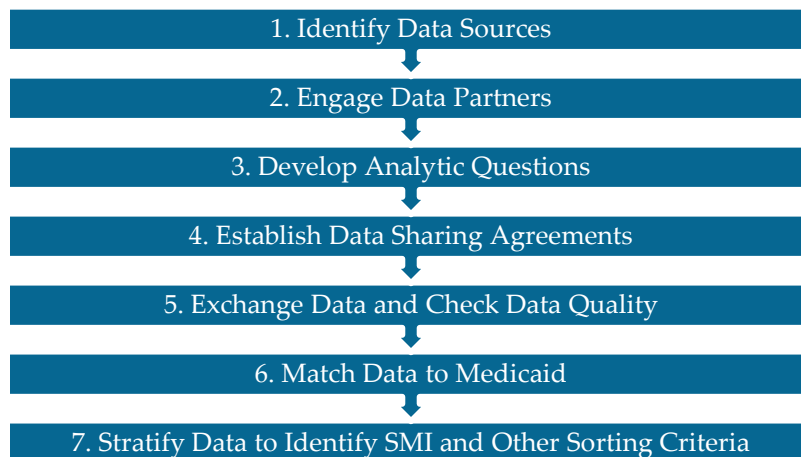 1. Identify Data Sources
2. Engage Data Partners
3. Develop Analytic Questions
4. Establish Data Sharing Agreements
5. Exchange Data and Check Data Quality
6. Match Data to Medicaid
7. Stratify Data to Identify SMI and Other Sorting Criteria